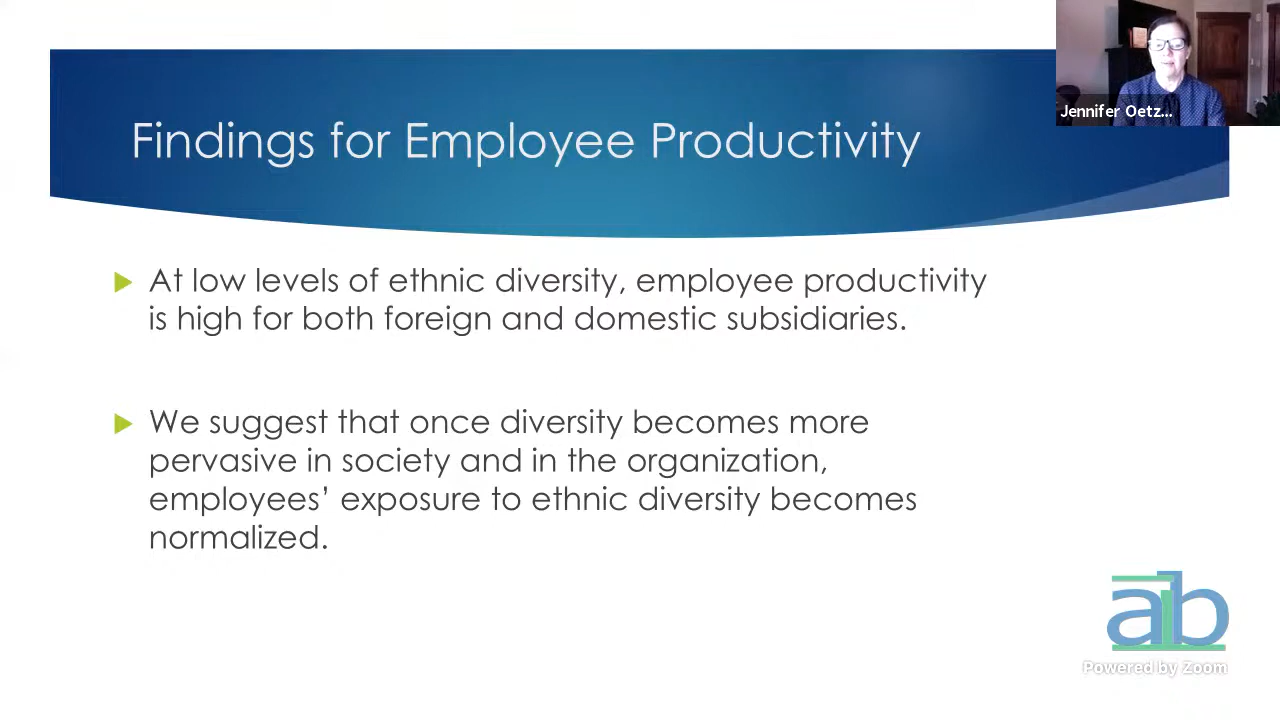 Jennifer Oetz...
Findings for Employee Productivity
At low levels of ethnic diversity, employee productivity
is high for both foreign and domestic subsidiaries.
We suggest that once diversity becomes more
pervasive in society and in the organization,
employees’ exposure to ethnic diversity becomes
normalized.
aib
Powered by Zoom